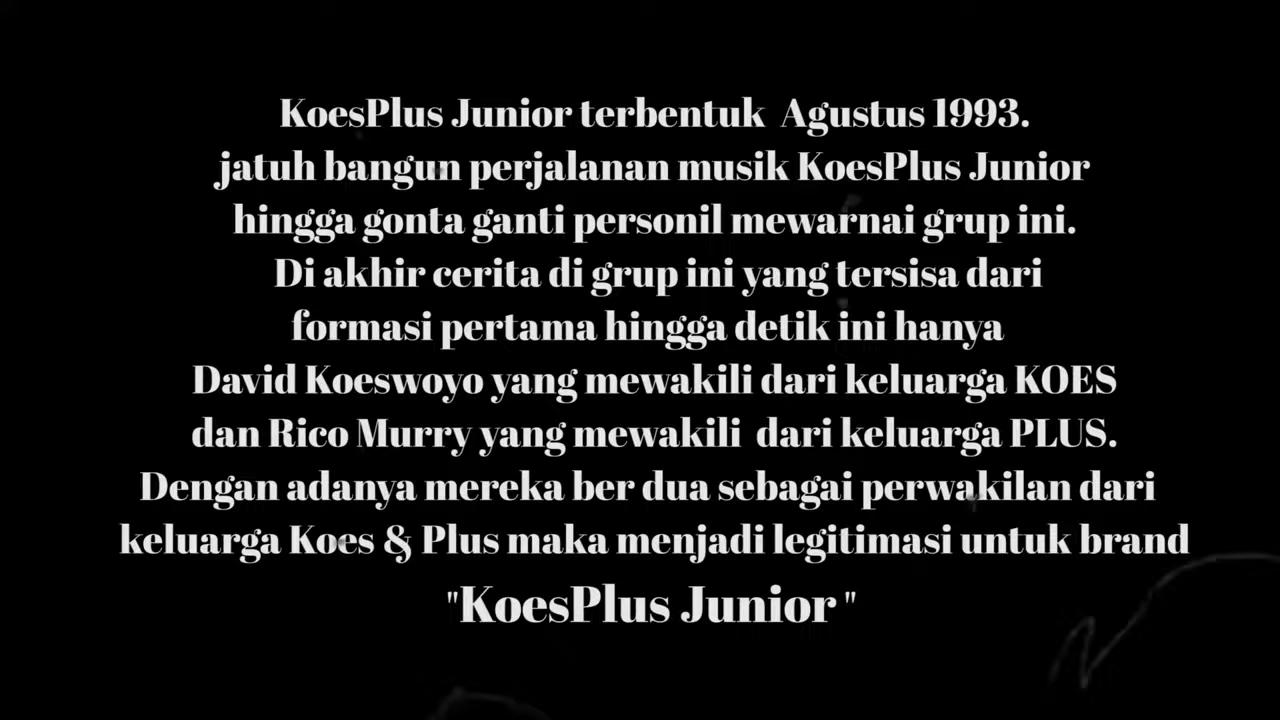 KoesPlus Junior terbentuk Agustus 1993.
jatuh bangun perjalanan musik KoesPlus Junior
hingga gonta ganti personil mewarnai grup ini.
Di akhir cerita di grup ini yang tersisa dari
formasi pertama hingga detik ini hanya
David Koeswoyo yang mewakili dari keluarga KOES
dan Rico Murry yang mewakili dari keluarga PLUS.
Dengan adanya mereka ber dua sebagai perwakilan dari
keluarga Koes & Plus maka menjadi legitimasi untuk brand
"KoesPlus Junior "